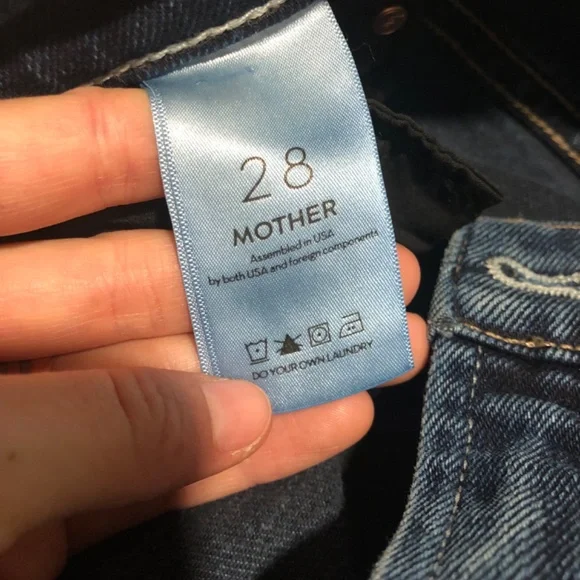 28
MOTHER
Assembled in USA
by both USA and foreign components
DO YOUR OWN LAUNDRY